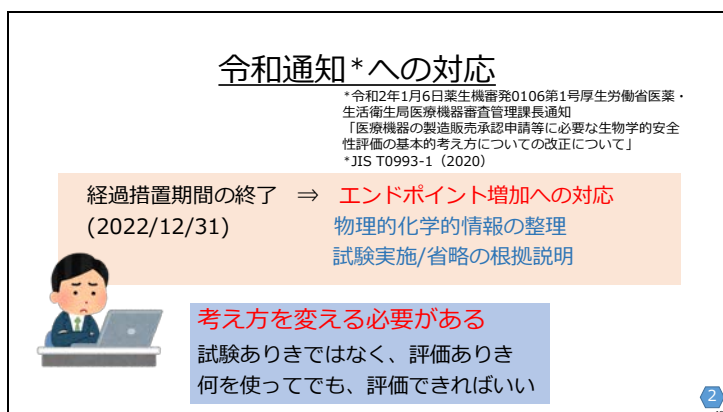 令和通知*への対応
*令和2年1月6日薬生機審発0106第1号厚生労働省医薬・
生活衛生局医療機器審査管理課長通知
「医療機器の製造販売承認申請等に必要な生物学的安全
性評価の基本的考え方についての改正について」
*JIS T0993-1（2020）
経過措置期間の終了 ⇒ エンドポイント増加への対応
(2022/12/31) 物理的化学的情報の整理
試験実施/省略の根拠説明
考え方を変える必要がある
試験ありきではなく、評価ありき
何を使ってでも、評価できればいい
2